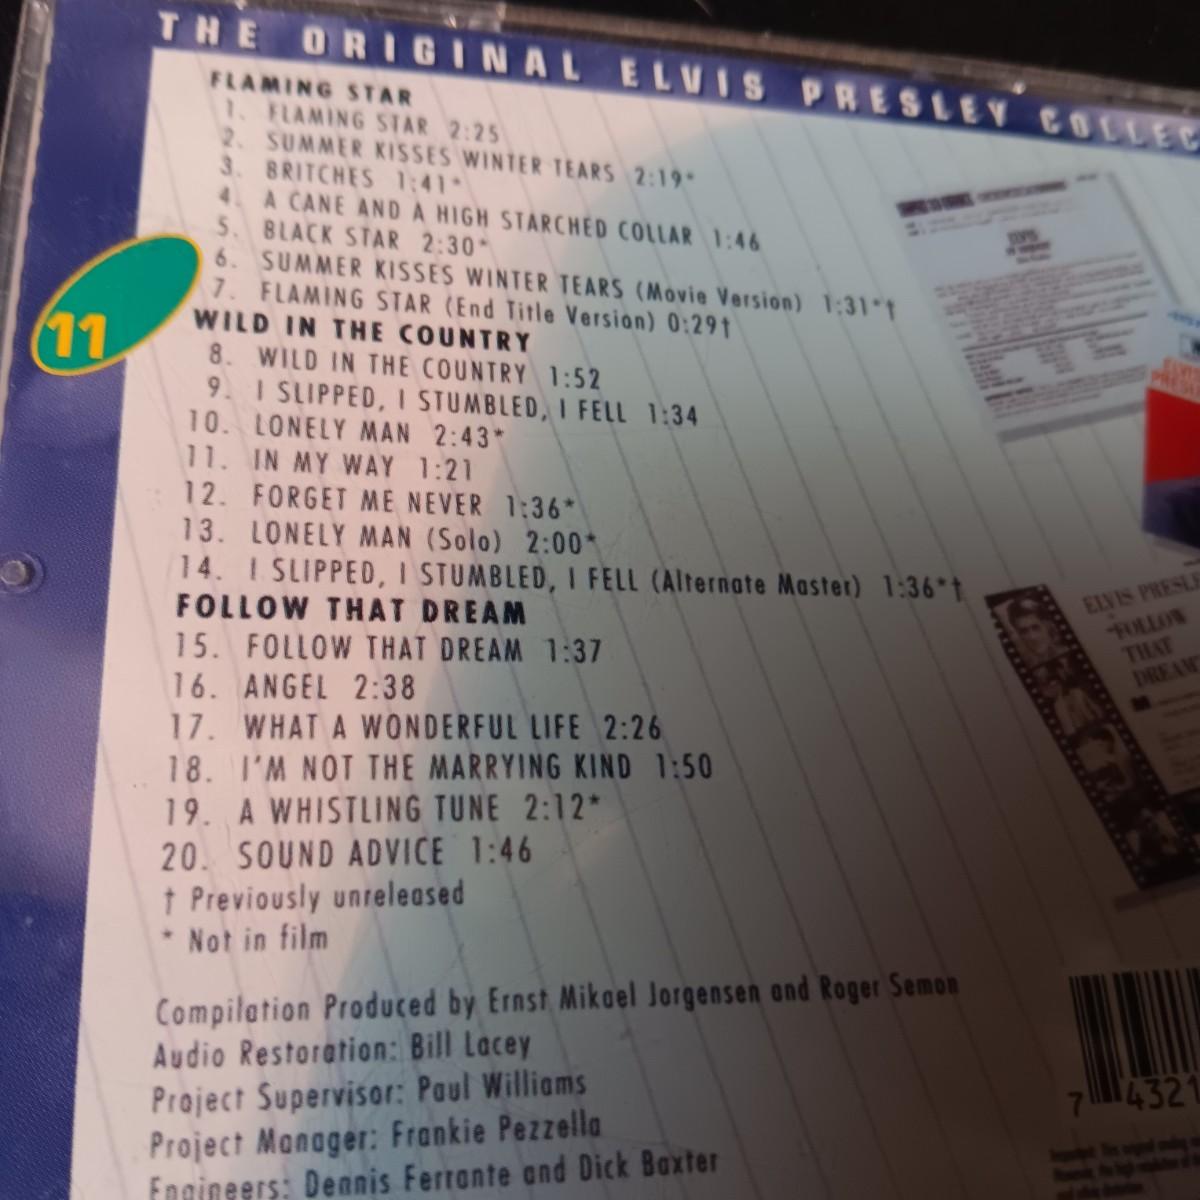 THE ORIGINAL ELVIS PRESLEY COLLEC
FLAMING STAR
1. FLAMING STAR 2:25
2. SUMMER KISSES WINTER TEARS 2:19*
3. BRITCHES 1:41*
4. A CANE AND A HIGH STARCHED COLLAR 1:46
5. BLACK STAR 2:30*
6. SUMMER KISSES WINTER TEARS (Movie Version) 1:31*†
7. FLAMING STAR (End Title Version) 0:29†
11
WILD IN THE COUNTRY
8. WILD IN THE COUNTRY 1:52
9. I SLIPPED, I STUMBLED, I FELL 1:34
10. LONELY MAN 2:43*
11. IN MY WAY 1:21
12. FORGET ME NEVER 1:36*
13. LONELY MAN (Solo) 2:00*
14. I SLIPPED, I STUMBLED, I FELL (Alternate Master) 1:36*†
FOLLOW THAT DREAM
15. FOLLOW THAT DREAM 1:37
16. ANGEL 2:38
17. WHAT A WONDERFUL LIFE 2:26
18. I'M NOT THE MARRYING KIND 1:50
19. A WHISTLING TUNE 2:12*
20. SOUND ADVICE 1:46
† Previously unreleased
* Not in film
Compilation Produced by Ernst Mikael Jorgensen and Roger Semon
Audio Restoration: Bill Lacey
Project Supervisor: Paul Williams
Project Manager: Frankie Pezzella
Engineers: Dennis Ferrante and Dick Baxter
ELVIS PRESL
"FOLLOW
THAT
DREAM
7 4321